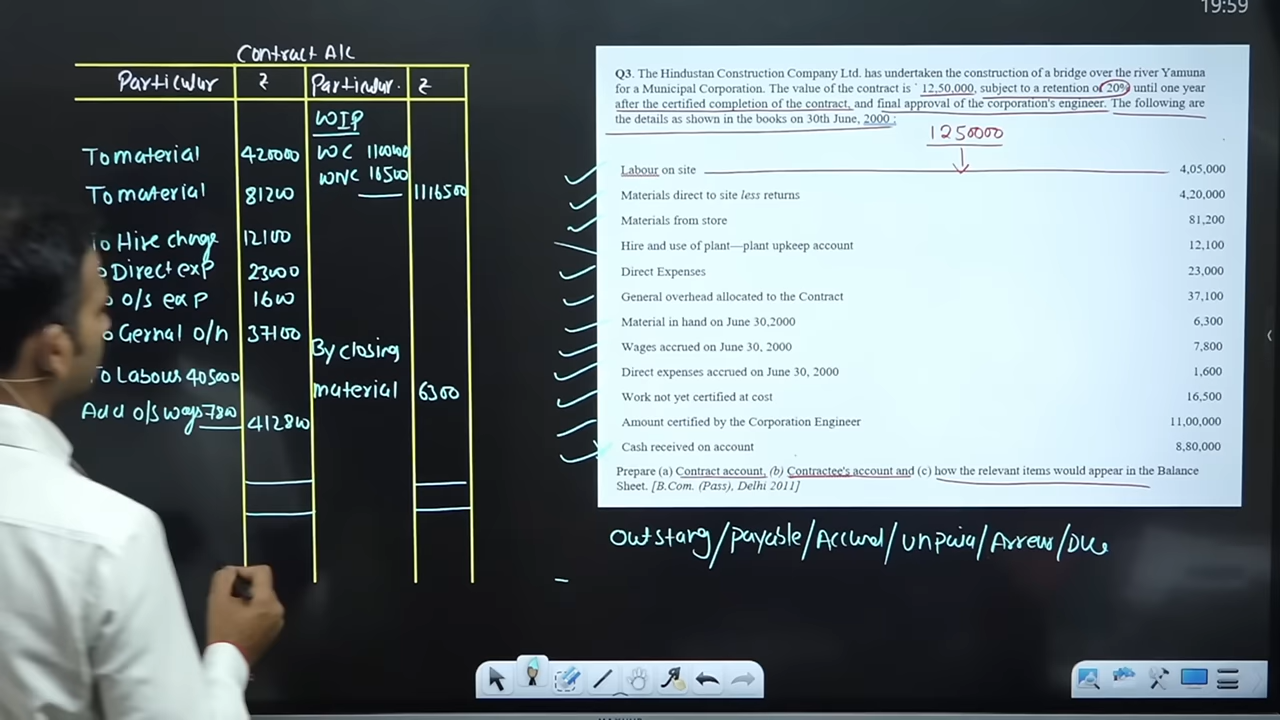 19:59
Contract A/c
Particular ₹ Particular. ₹
WIP
To material 420000 WC 1100000
WNC 16500
To material 81200 1116500
To Hire charge 12100
o Direct exp 23000
o o/s exp 1600
o Gernal o/h 37100
By closing
To Labour 405000
material 6300
Add o/s wages 7800 412800
Q3. The Hindustan Construction Company Ltd. has undertaken the construction of a bridge over the river Yamuna
for a Municipal Corporation. The value of the contract is ` 12,50,000, subject to a retention of 20% until one year
after the certified completion of the contract, and final approval of the corporation's engineer. The following are
the details as shown in the books on 30th June, 2000 :
1250000
Labour on site 4,05,000
Materials direct to site less returns 4,20,000
Materials from store 81,200
Hire and use of plant—plant upkeep account 12,100
Direct Expenses 23,000
General overhead allocated to the Contract 37,100
Material in hand on June 30,2000 6,300
Wages accrued on June 30, 2000 7,800
Direct expenses accrued on June 30, 2000 1,600
Work not yet certified at cost 16,500
Amount certified by the Corporation Engineer 11,00,000
Cash received on account 8,80,000
Prepare (a) Contract account, (b) Contractee's account and (c) how the relevant items would appear in the Balance
Sheet. [B.Com. (Pass), Delhi 2011]
Outstang/payable/Accured/unpaid/Arrear/Due